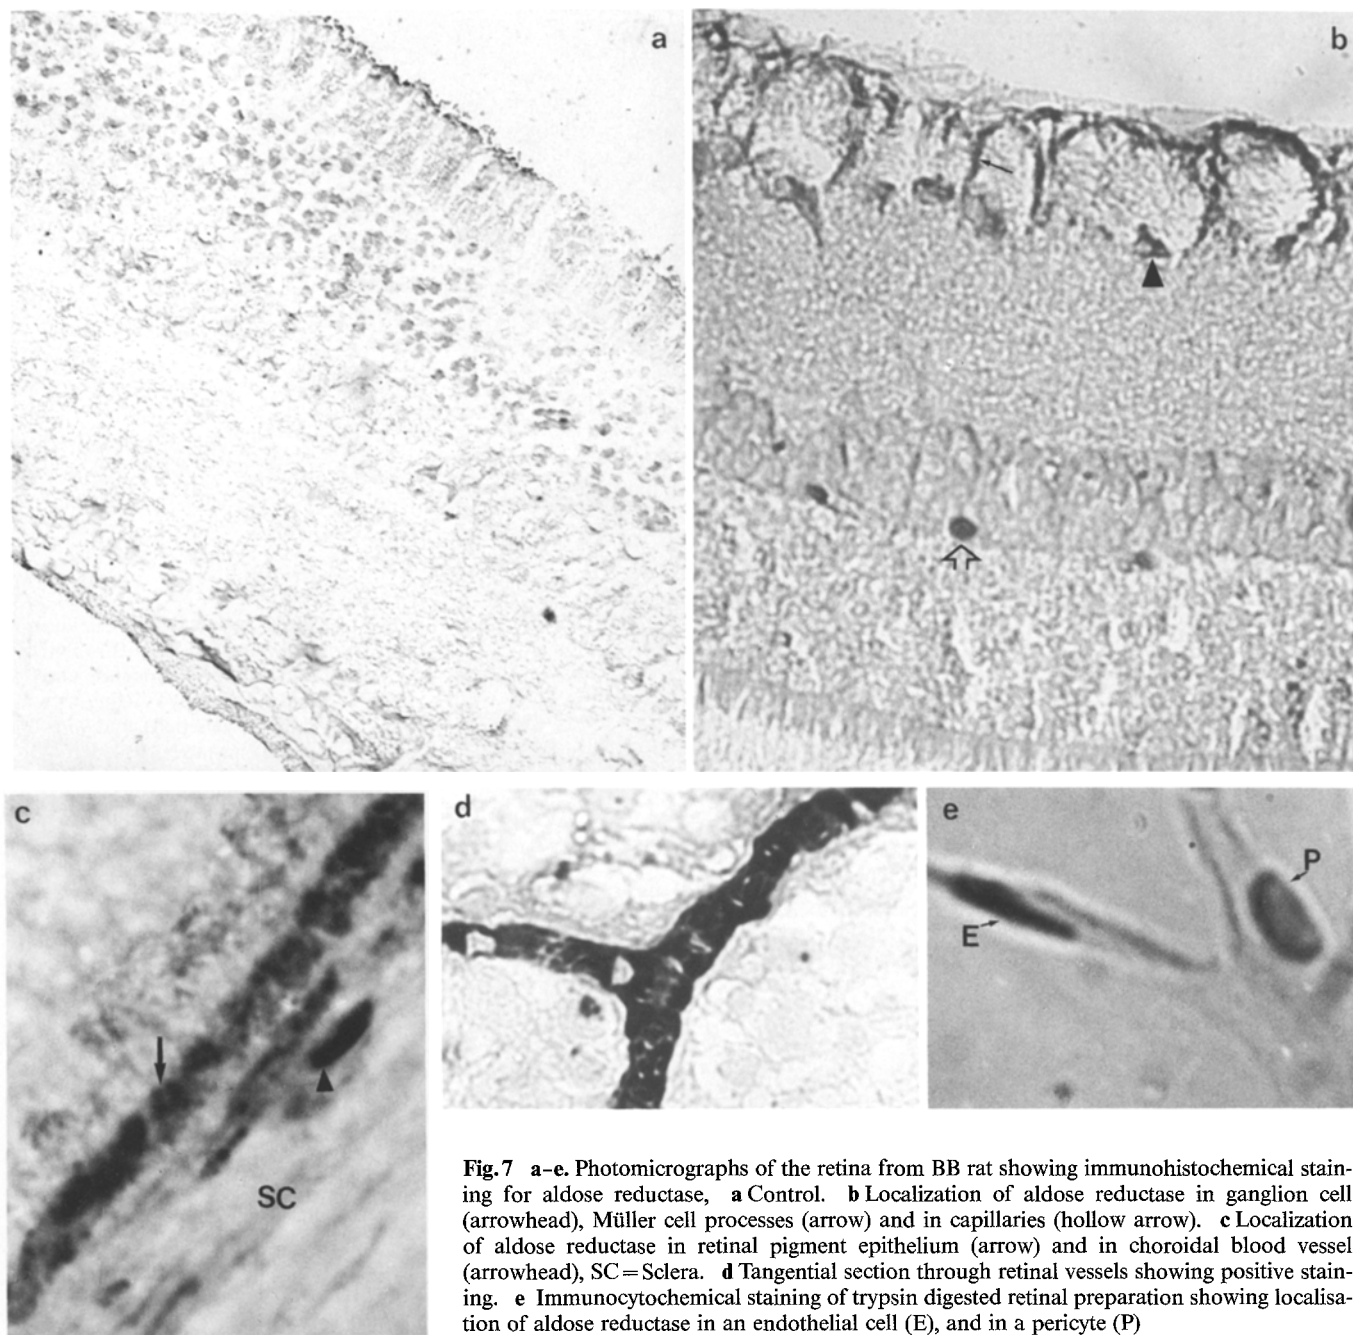 a
b
c
SC
d
e
E
P
Fig. 7 a–e. Photomicrographs of the retina from BB rat showing immunohistochemical stain-
ing for aldose reductase, a Control. b Localization of aldose reductase in ganglion cell
(arrowhead), Müller cell processes (arrow) and in capillaries (hollow arrow). c Localization
of aldose reductase in retinal pigment epithelium (arrow) and in choroidal blood vessel
(arrowhead), SC = Sclera. d Tangential section through retinal vessels showing positive stain-
ing. e Immunocytochemical staining of trypsin digested retinal preparation showing localisa-
tion of aldose reductase in an endothelial cell (E), and in a pericyte (P)